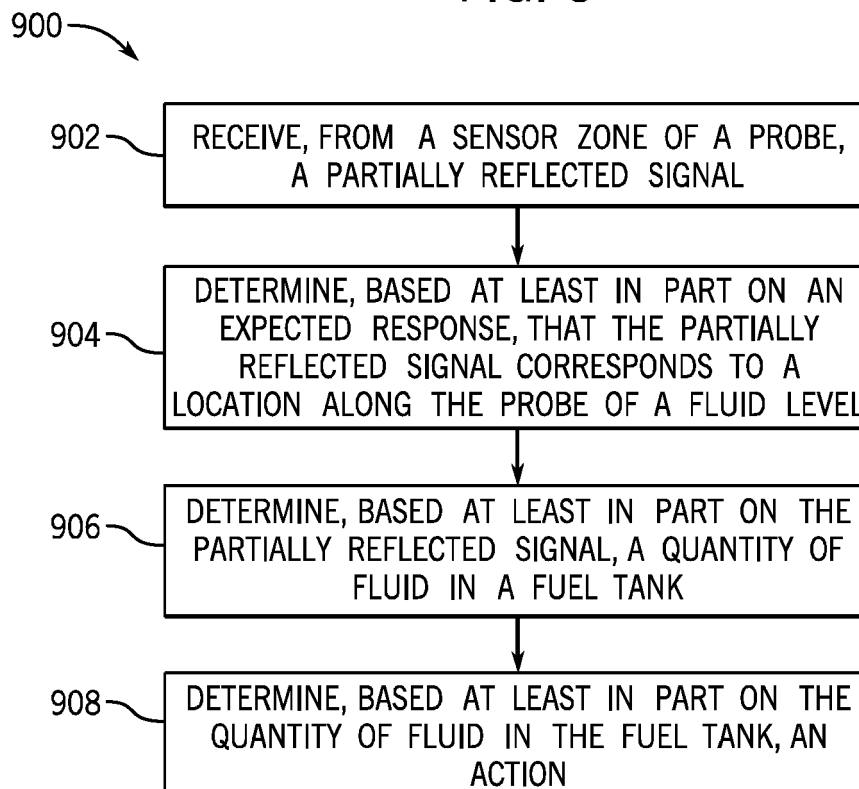 900
902
RECEIVE, FROM A SENSOR ZONE OF A PROBE,
A PARTIALLY REFLECTED SIGNAL
904
DETERMINE, BASED AT LEAST IN PART ON AN
EXPECTED RESPONSE, THAT THE PARTIALLY
REFLECTED SIGNAL CORRESPONDS TO A
LOCATION ALONG THE PROBE OF A FLUID LEVEL
906
DETERMINE, BASED AT LEAST IN PART ON THE
PARTIALLY REFLECTED SIGNAL, A QUANTITY OF
FLUID IN A FUEL TANK
908
DETERMINE, BASED AT LEAST IN PART ON THE
QUANTITY OF FLUID IN THE FUEL TANK, AN
ACTION